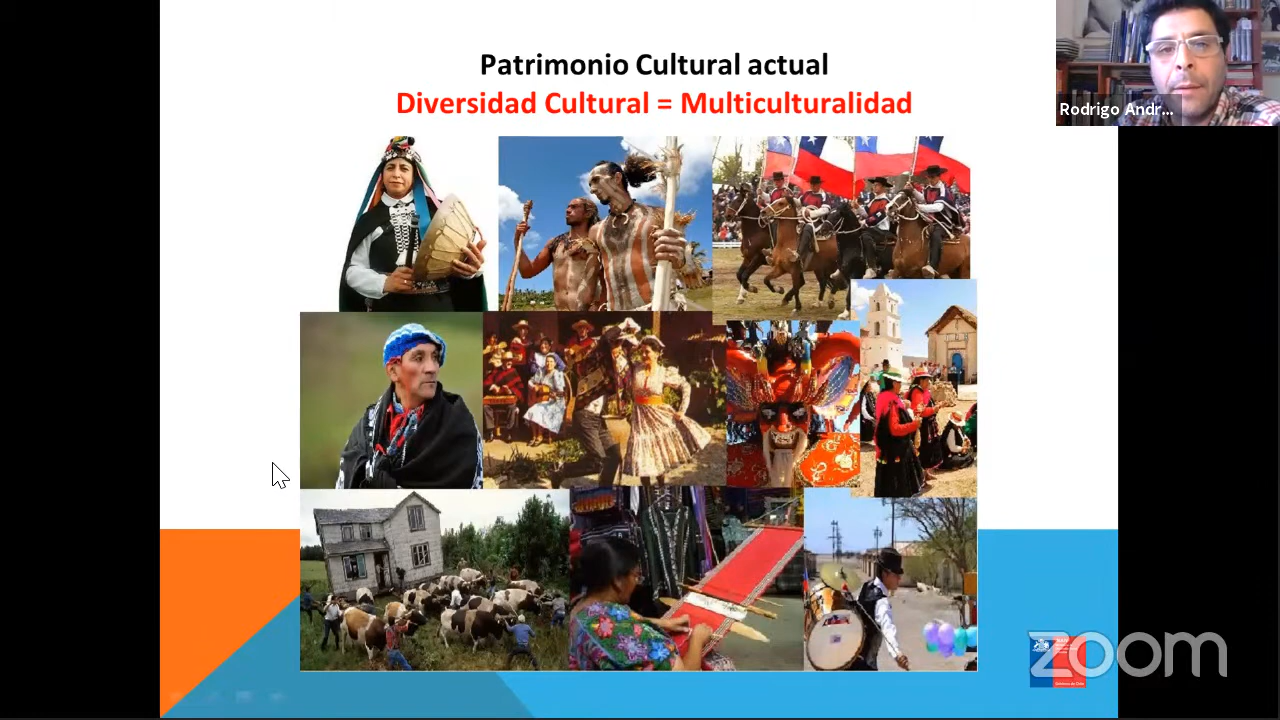 Patrimonio Cultural actual
Diversidad Cultural = Multiculturalidad
Rodrigo Andr...
zoom